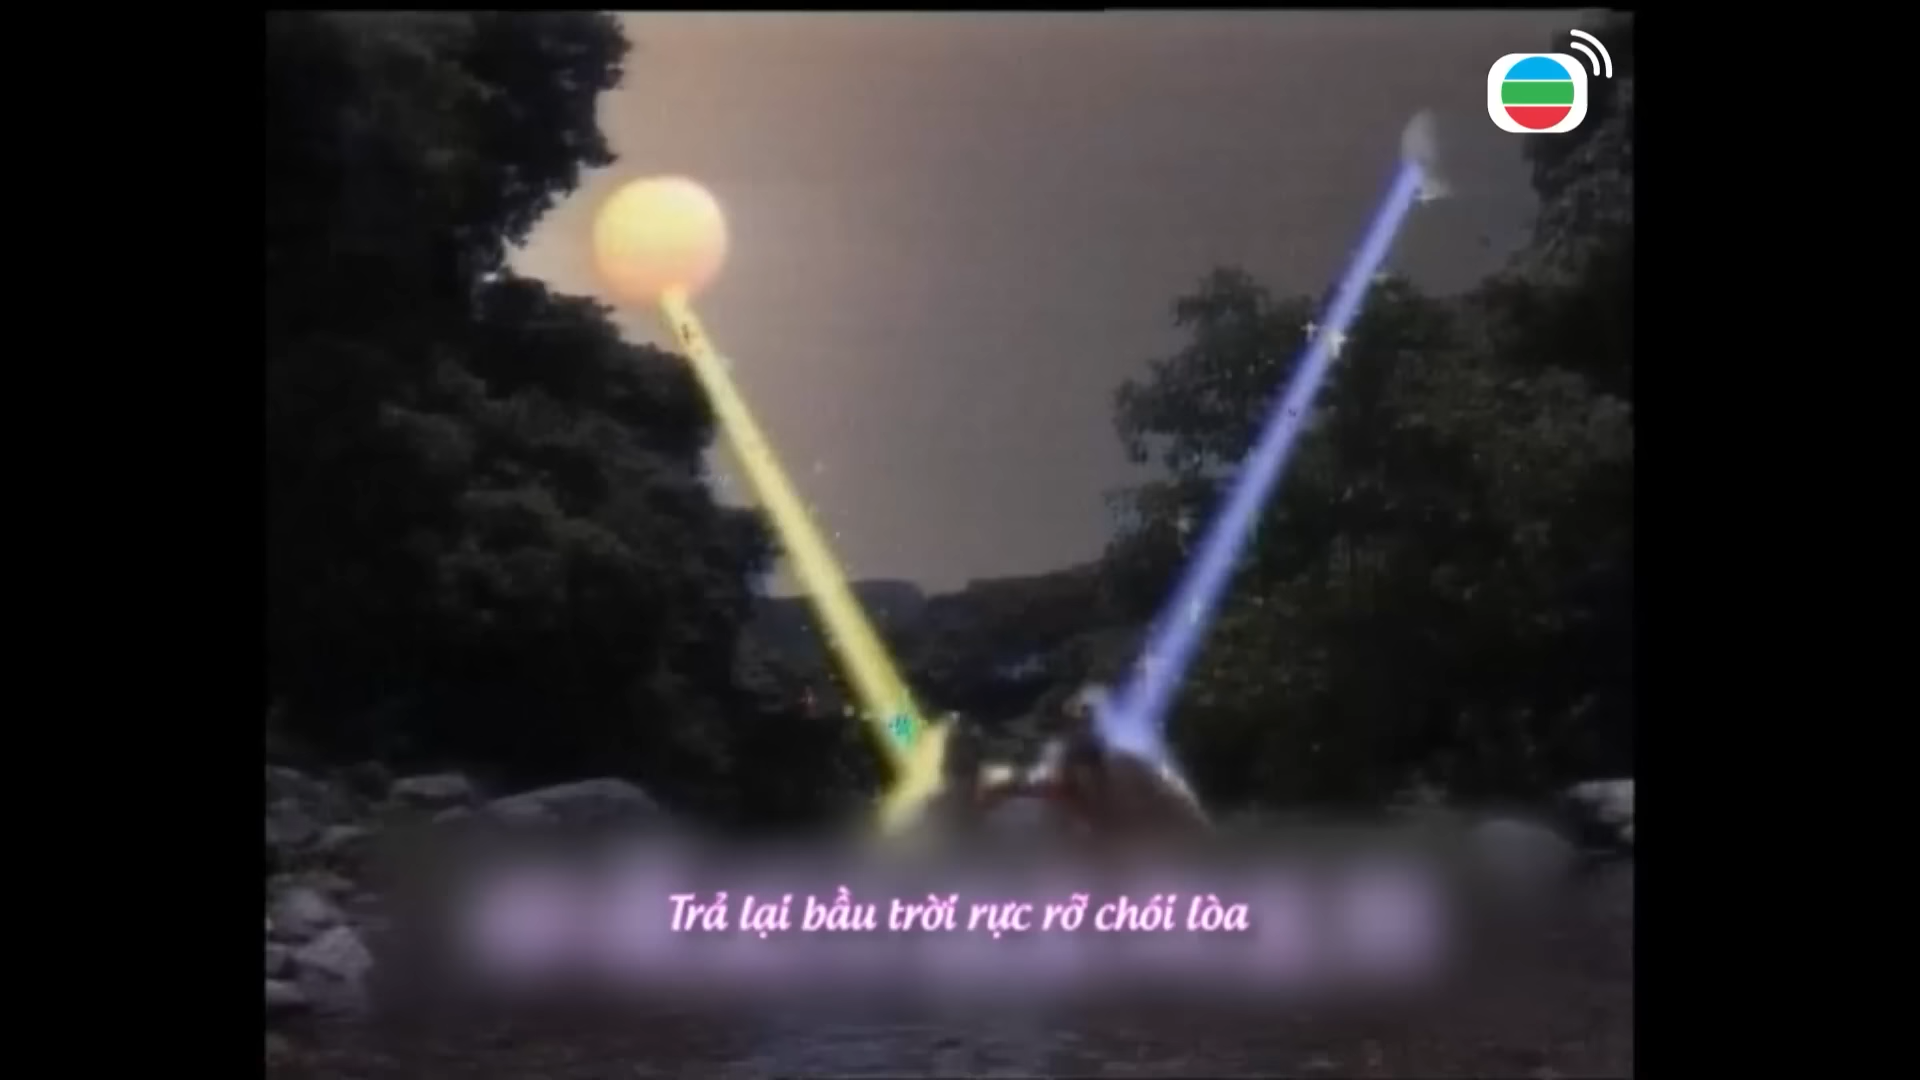 Trả lại bầu trời rực rỡ chói lòa